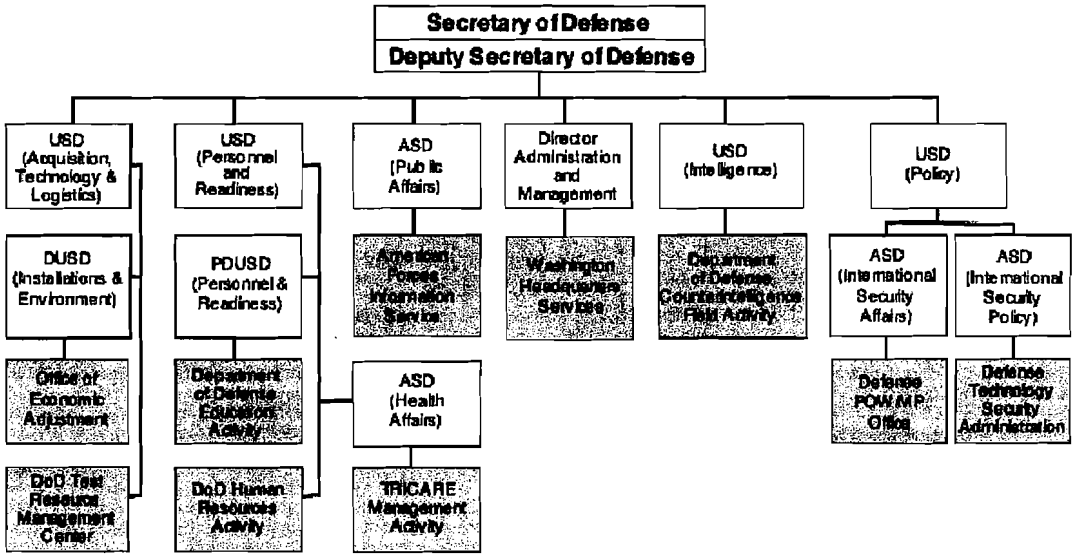 Secretary of Defense
Deputy Secretary of Defense
USD
(Acquisition,
Technology &
Logistics)
USD
(Personnel
and
Readiness)
ASD
(Public
Affairs)
Director
Administration
and
Management
USD
(Intelligence)
USD
(Policy)
DUSD
(Installations &
Environment)
PDUSD
(Personnel &
Readiness)
American
Forces
Information
Service
Washington
Headquarters
Services
Department
of Defense
Counterintelligence
Field Activity
ASD
(International
Security
Affairs)
ASD
(International
Security
Policy)
Office of
Economic
Adjustment
Department
of Defense
Education
Activity
ASD
(Health
Affairs)
Defense
POW/MP
Office
Defense
Technology
Security
Administration
DoD Test
Resource
Management
Center
DoD Human
Resources
Activity
TRICARE
Management
Activity